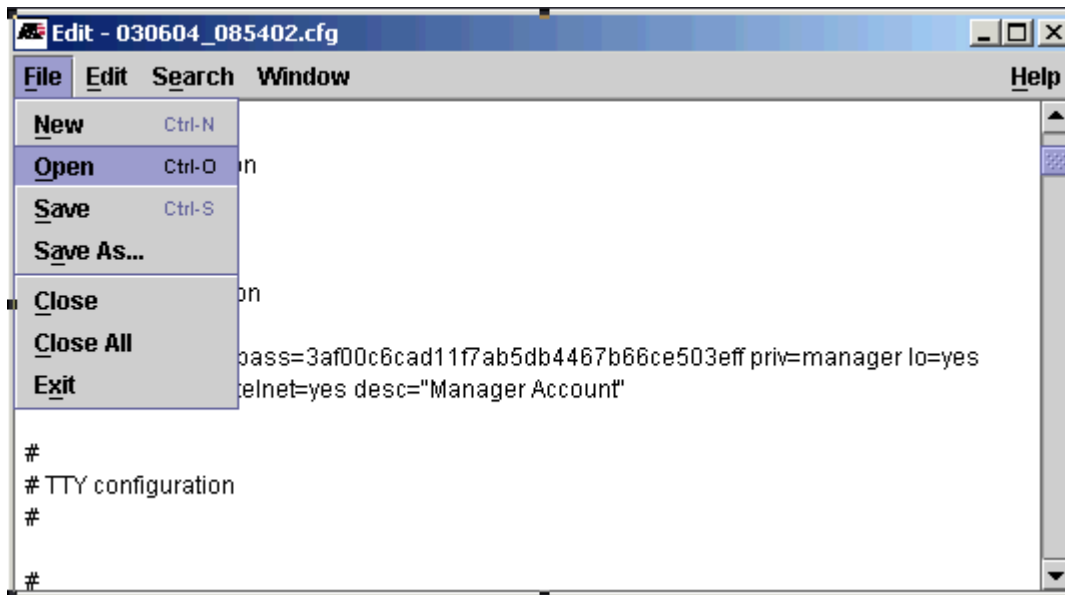 Edit - 030604_085402.cfg
File Edit Search Window Help
New Ctrl-N
Open Ctrl-O
Save Ctrl-S
Save As...
Close
Close All
Exit
pass=3af00c6cad11f7ab5db4467b66ce503eff priv=manager lo=yes
telnet=yes desc="Manager Account"
#
# TTY configuration
#
#